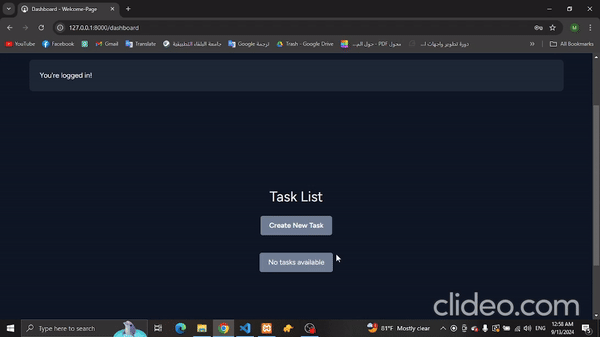 Dashboard - Welcome-Page
127.0.0.1:8000/dashboard
YouTube Facebook Gmail Translate جامعة البلقاء التطبيقية Google ترجمة Trash - Google Drive محول PDF - حول المـ... دورة تطوير واجهات ا... » All Bookmarks
You're logged in!
Task List
Create New Task
No tasks available
clideo.com
Type here to search
81°F Mostly clear
ENG
12:58 AM
9/13/2024